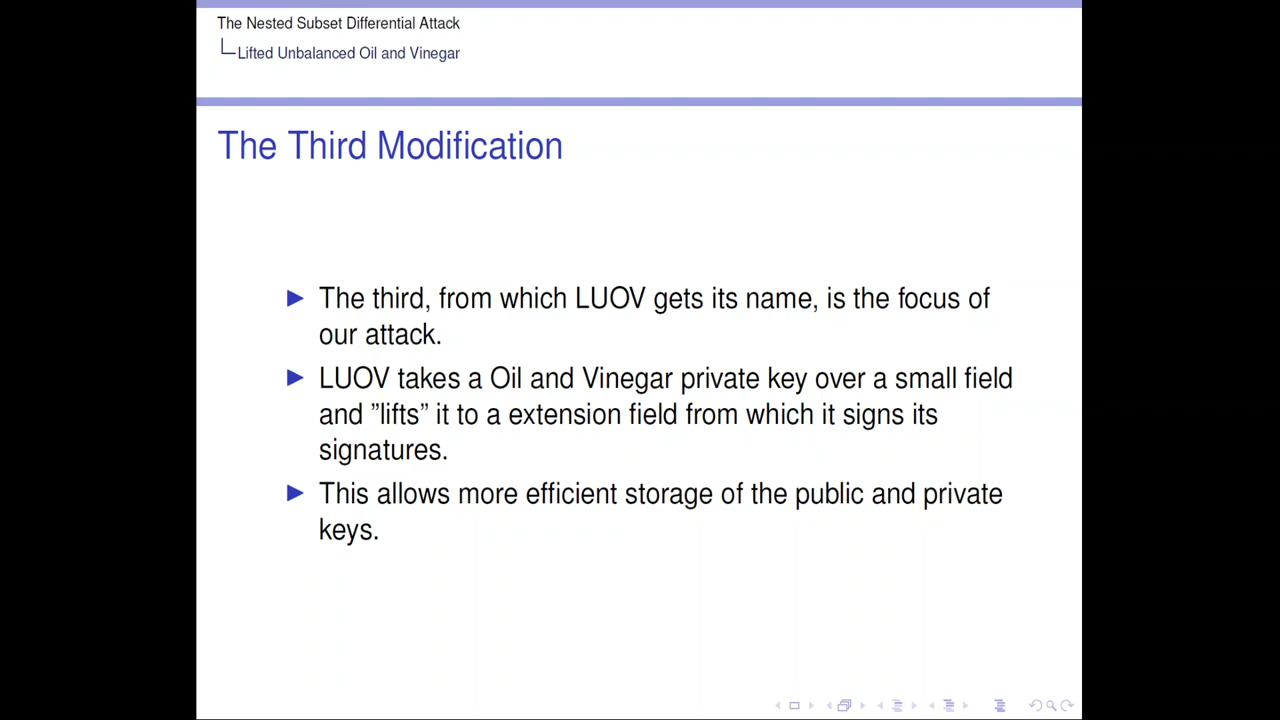 The Nested Subset Differential Attack
Lifted Unbalanced Oil and Vinegar
The Third Modification
The third, from which LUOV gets its name, is the focus of
our attack.
LUOV takes a Oil and Vinegar private key over a small field
and ”lifts” it to a extension field from which it signs its
signatures.
This allows more efficient storage of the public and private
keys.